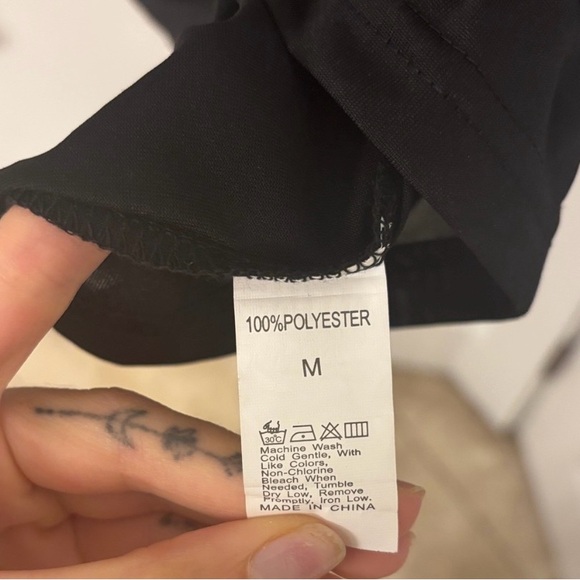 100%POLYESTER
M
30°C
Machine Wash
Cold Gentle, With
Like Colors,
Non-Chlorine
Bleach When
Needed, Tumble
Dry Low, Remove
Promptly, Iron Low.
MADE IN CHINA